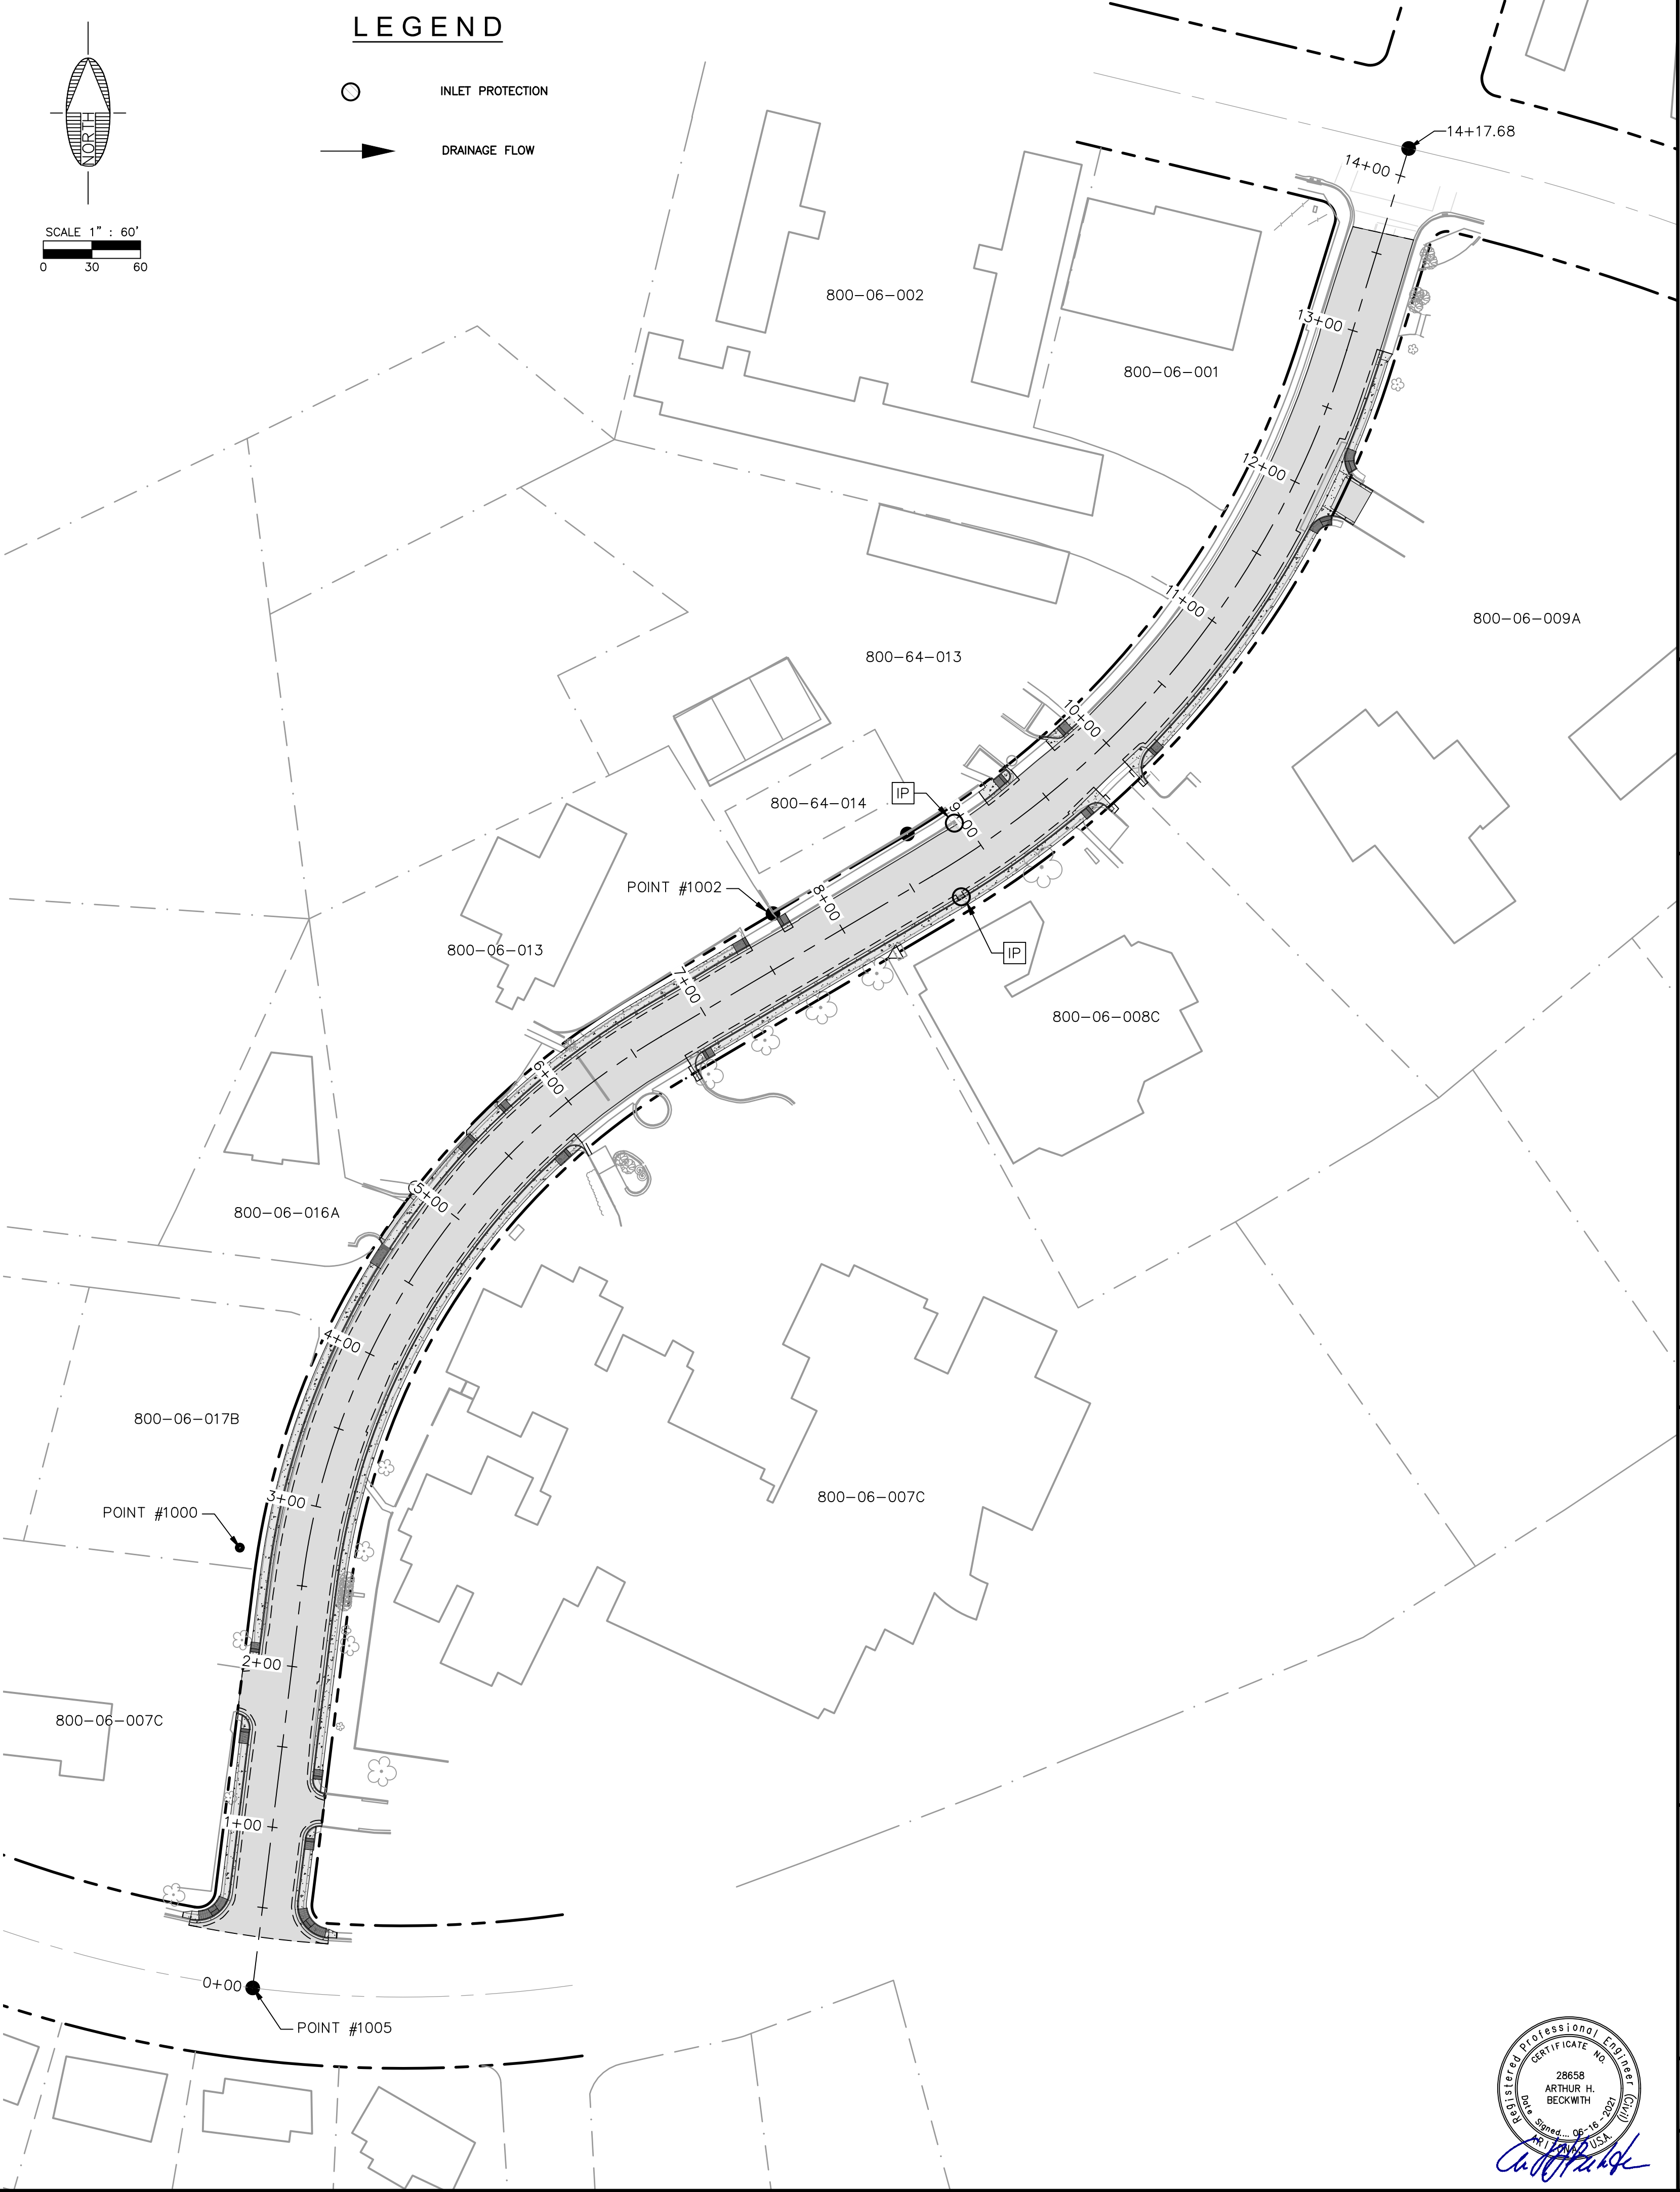 LEGEND
INLET PROTECTION
DRAINAGE FLOW
NORTH
SCALE 1" : 60'
0 30 60
14+17.68
14+00
13+00
12+00
11+00
10+00
9+00
8+00
7+00
6+00
5+00
4+00
3+00
2+00
1+00
0+00
800-06-002
800-06-001
800-06-009A
800-64-013
800-64-014
IP
POINT #1002
800-06-013
IP
800-06-008C
800-06-016A
800-06-017B
800-06-007C
POINT #1000
800-06-007C
POINT #1005
Registered Professional Engineer (Civil)
CERTIFICATE NO.
28658
ARTHUR H.
BECKWITH
Date Signed... 06-16-2021
ARIZONA U.S.A.